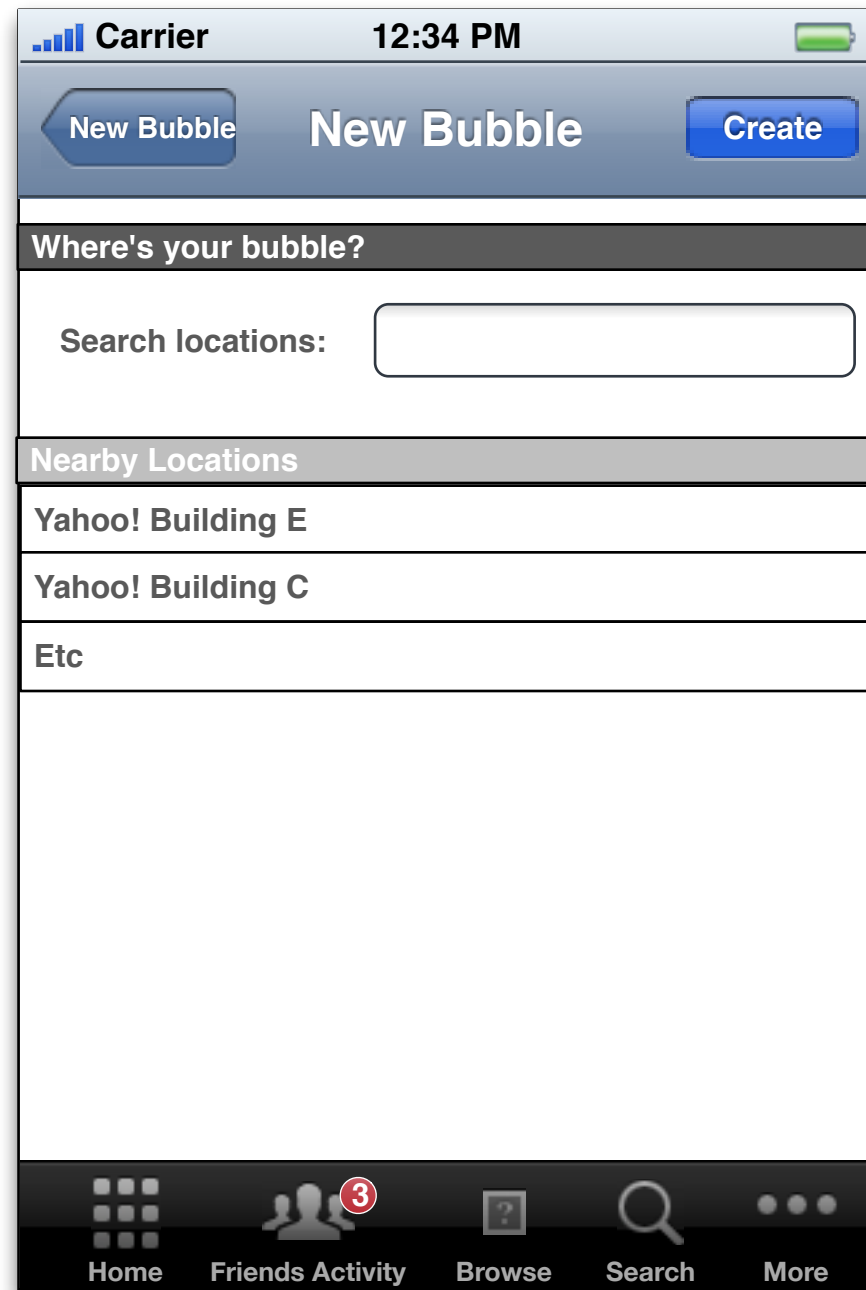 Carrier 12:34 PM
New Bubble New Bubble Create
Where's your bubble?
Search locations:
Nearby Locations
Yahoo! Building E
Yahoo! Building C
Etc
3
?
Home Friends Activity Browse Search More